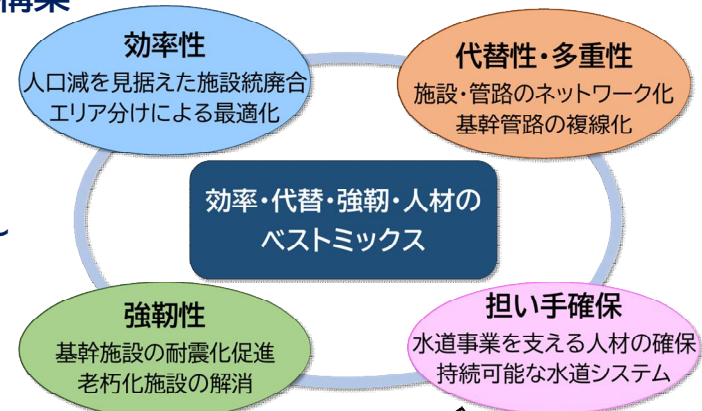 構築
効率性
人口減を見据えた施設統廃合
エリア分けによる最適化
代替性・多重性
施設・管路のネットワーク化
基幹管路の複線化
効率・代替・強靭・人材の
ベストミックス
し
強靭性
基幹施設の耐震化促進
老朽化施設の解消
担い手確保
水道事業を支える人材の確保
持続可能な水道システム